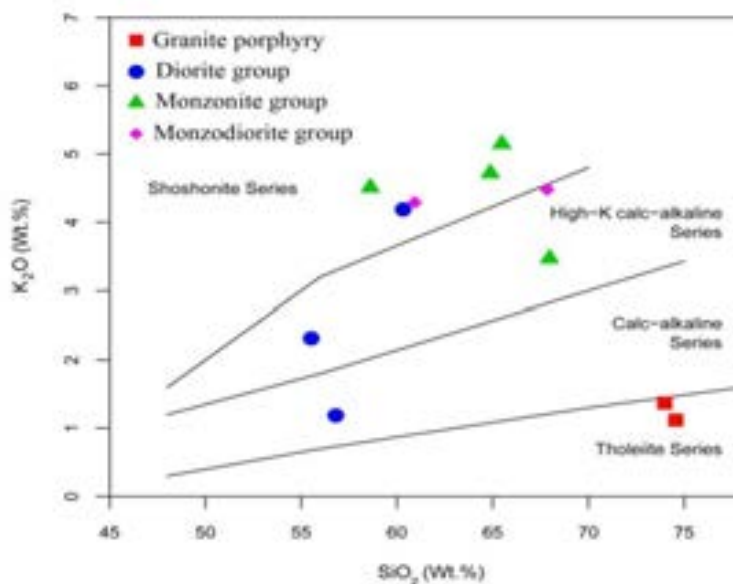 7
6
5
4
3
2
1
0
K₂O (Wt.%)
Granite porphyry
Diorite group
Monzonite group
Monzodiorite group
Shoshonite Series
High-K calc-alkaline
Series
Calc-alkaline
Series
Tholeiite Series
45 50 55 60 65 70 75
SiO₂ (Wt.%)